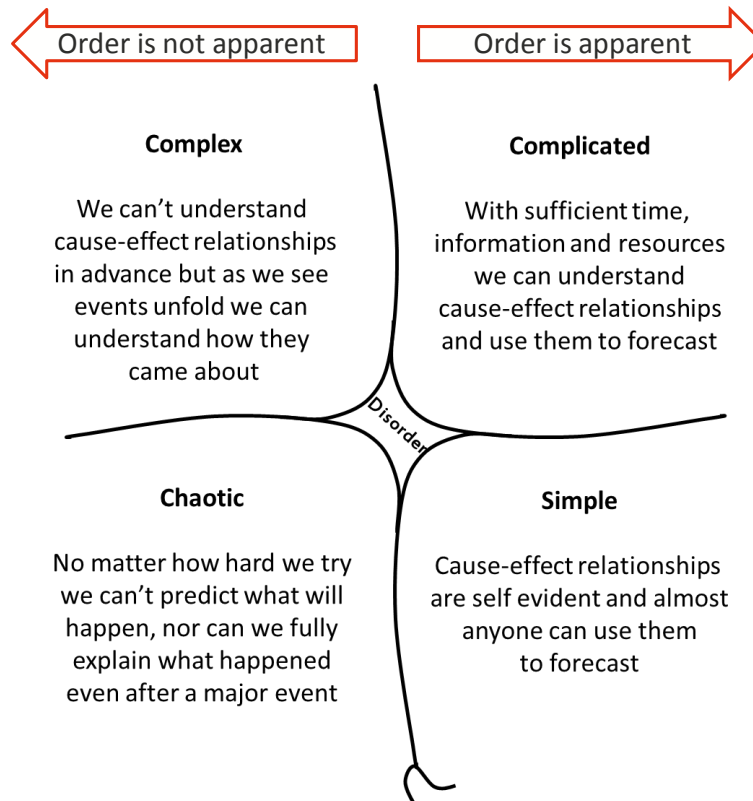 Order is not apparent
Order is apparent
Complex
We can't understand
cause-effect relationships
in advance but as we see
events unfold we can
understand how they
came about
Complicated
With sufficient time,
information and resources
we can understand
cause-effect relationships
and use them to forecast
Disorder
Chaotic
No matter how hard we try
we can't predict what will
happen, nor can we fully
explain what happened
even after a major event
Simple
Cause-effect relationships
are self evident and almost
anyone can use them
to forecast